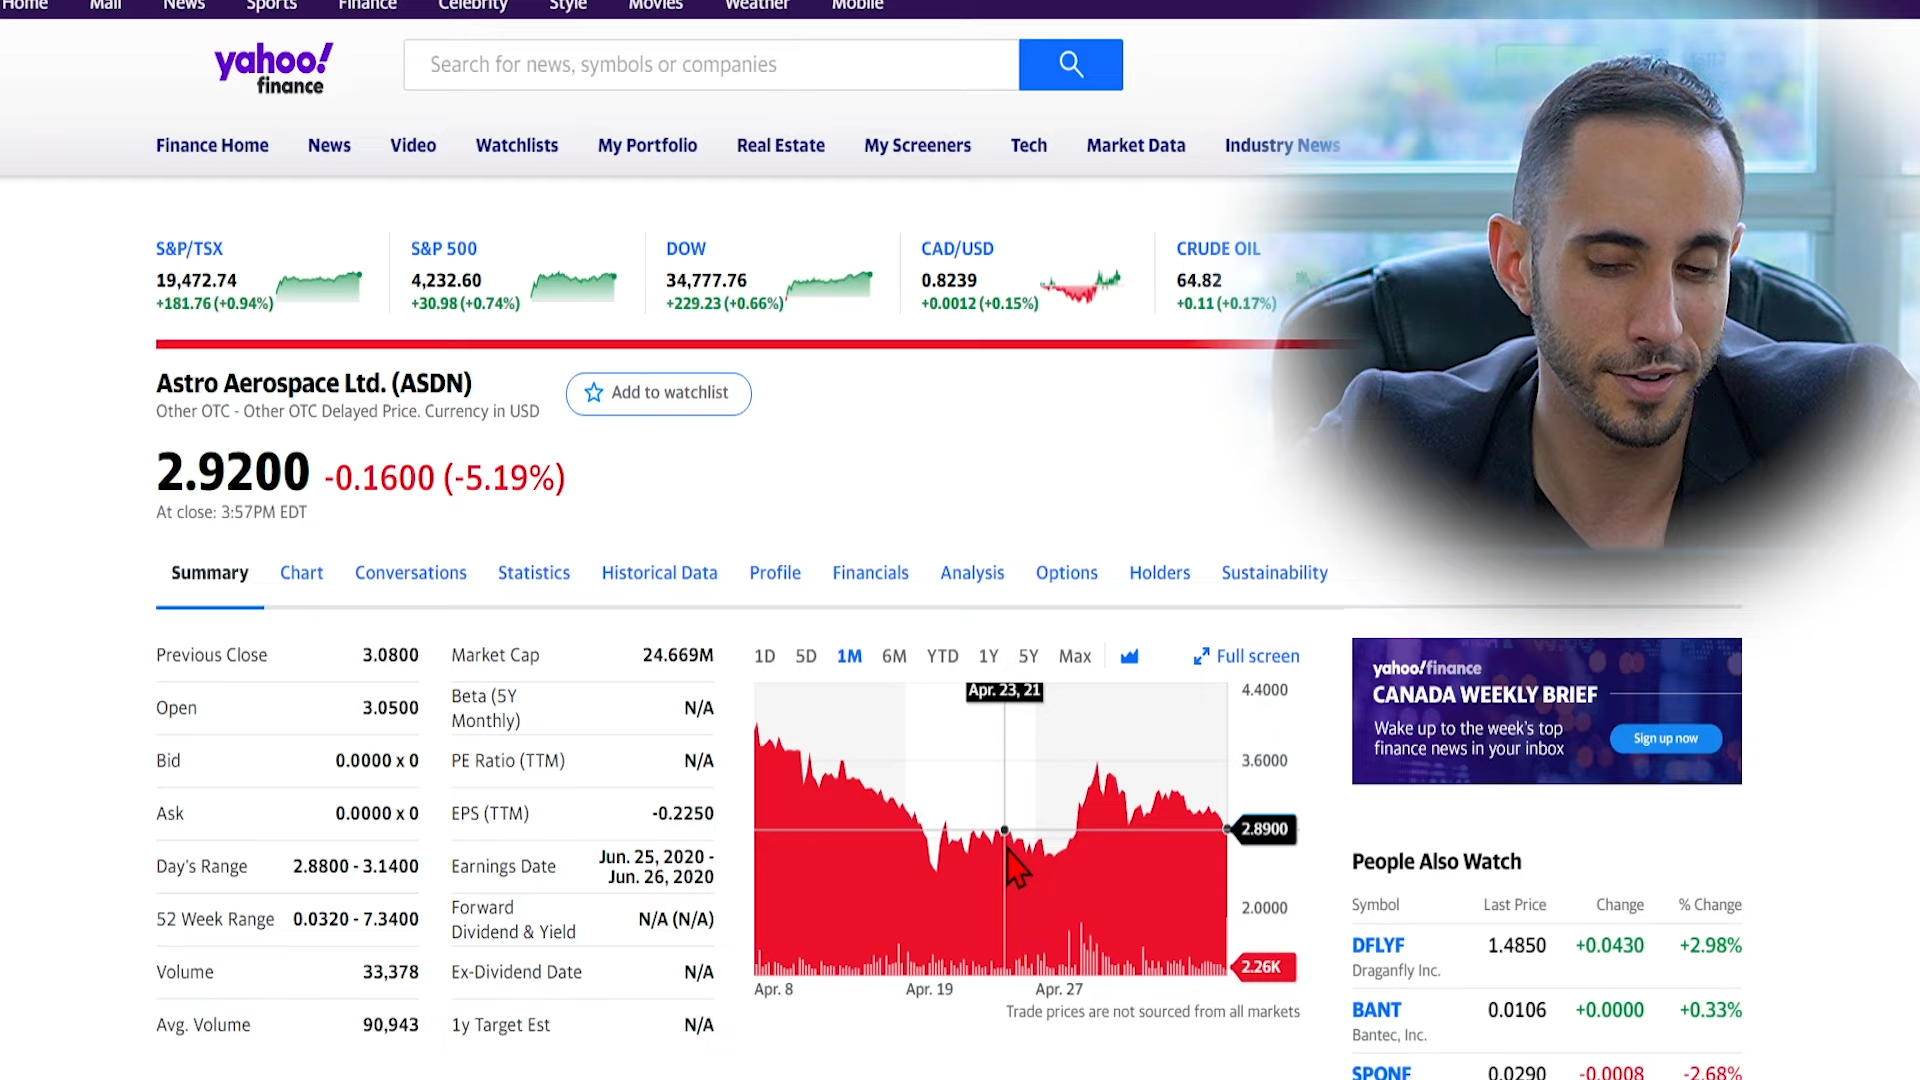 Home Mail News Sports Finance Celebrity Style Movies Weather Mobile
yahoo!
finance
Search for news, symbols or companies
Finance Home News Video Watchlists My Portfolio Real Estate My Screeners Tech Market Data Industry News
S&P/TSX S&P 500 DOW CAD/USD CRUDE OIL
19,472.74 4,232.60 34,777.76 0.8239 64.82
+181.76 (+0.94%) +30.98 (+0.74%) +229.23 (+0.66%) +0.0012 (+0.15%) +0.11 (+0.17%)
Astro Aerospace Ltd. (ASDN)
Add to watchlist
Other OTC - Other OTC Delayed Price. Currency in USD
2.9200 -0.1600 (-5.19%)
At close: 3:57PM EDT
Summary Chart Conversations Statistics Historical Data Profile Financials Analysis Options Holders Sustainability
Previous Close 3.0800
Open 3.0500
Bid 0.0000 x 0
Ask 0.0000 x 0
Day's Range 2.8800 - 3.1400
52 Week Range 0.0320 - 7.3400
Volume 33,378
Avg. Volume 90,943
Market Cap 24.669M
Beta (5Y
Monthly) N/A
PE Ratio (TTM) N/A
EPS (TTM) -0.2250
Earnings Date Jun. 25, 2020 -
Jun. 26, 2020
Forward
Dividend & Yield N/A (N/A)
Ex-Dividend Date N/A
1y Target Est N/A
1D 5D 1M 6M YTD 1Y 5Y Max Full screen
Apr. 23, 21
4.4000
3.6000
2.8900
2.0000
2.26K
Apr. 8 Apr. 19 Apr. 27
Trade prices are not sourced from all markets
yahoo!finance
CANADA WEEKLY BRIEF
Wake up to the week's top
finance news in your inbox
Sign up now
People Also Watch
Symbol Last Price Change % Change
DFLYF 1.4850 +0.0430 +2.98%
Draganfly Inc.
BANT 0.0106 +0.0000 +0.33%
Bantec, Inc.
SPONF 0.0290 -0.0008 -2.68%